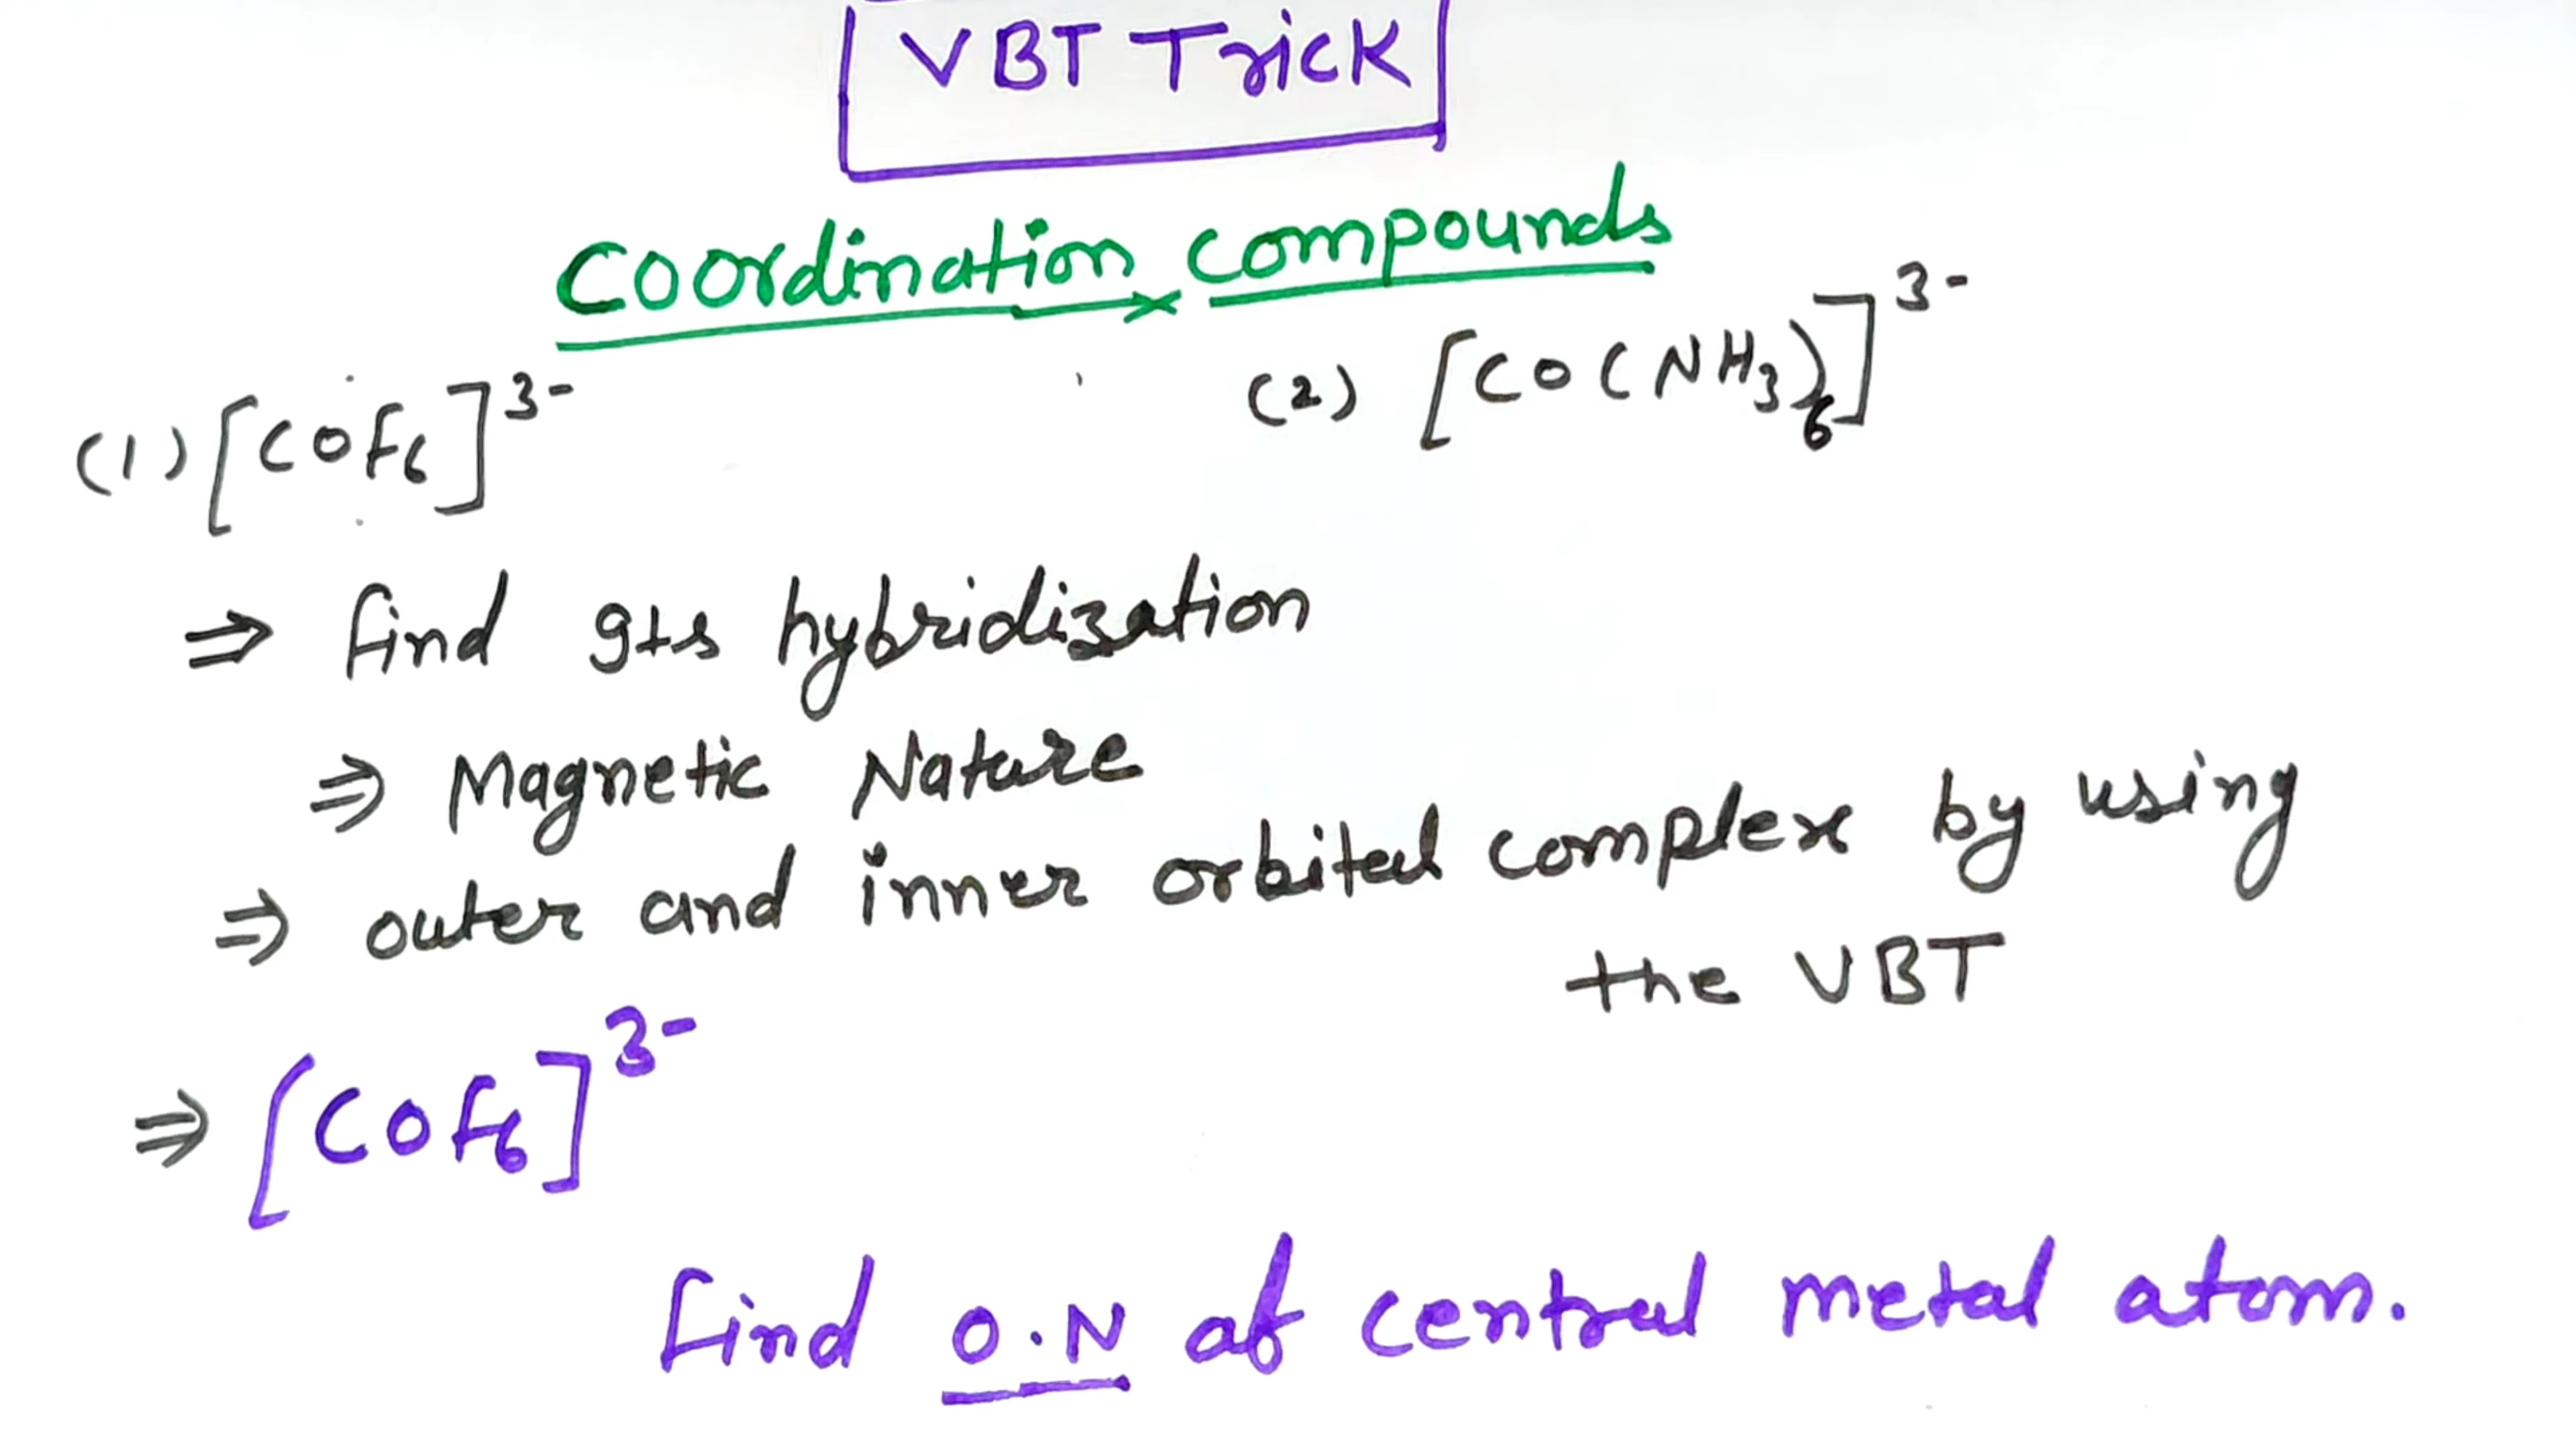 VBT Trick
Coordination compounds
(1) [COF6]3-
(2) [CO(NH3)6]3-
⇒ find gts hybridization
⇒ Magnetic Nature
⇒ outer and inner orbital complex by using
the VBT
⇒ [COF6]3-
find O.N of central metal atom.